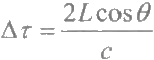 Δτ = 2L cos θ / c